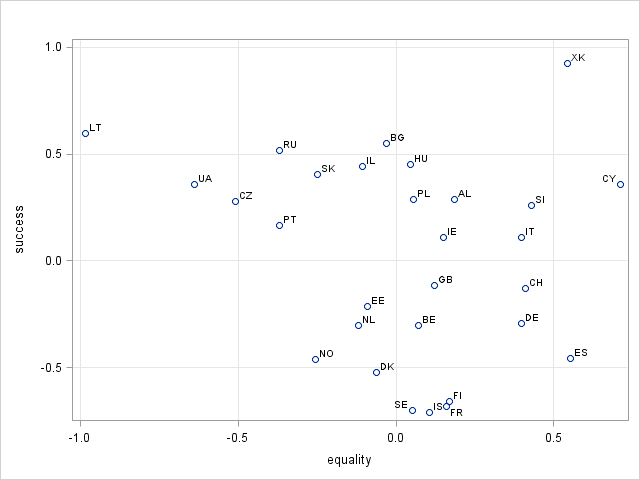 1.0
XK
LT
BG
RU
HU
IL
0.5
SK
UA
CY
CZ
PL
AL
SI
PT
IE
IT
success
0.0
GB
CH
EE
NL
BE
DE
NO
ES
DK
-0.5
FI
SE
IS
FR
-1.0 -0.5 0.0 0.5
equality